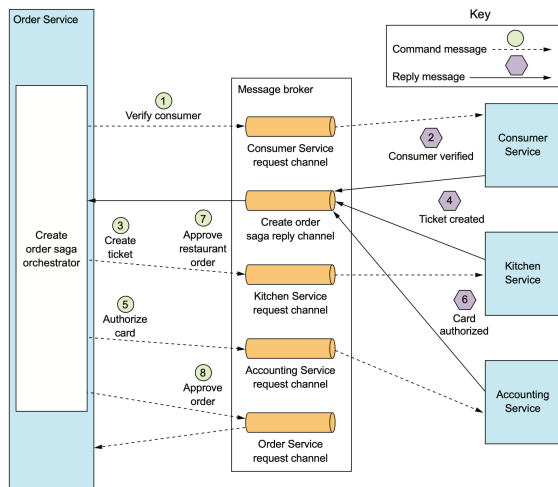 Order Service
Key
Command message
Reply message
Create
order saga
orchestrator
1
Verify consumer
Message broker
Consumer Service
request channel
2
Consumer verified
Consumer
Service
3
Create
ticket
7
Approve
restaurant
order
Create order
saga reply channel
4
Ticket created
Kitchen Service
request channel
Kitchen
Service
5
Authorize
card
6
Card
authorized
Accounting Service
request channel
Accounting
Service
8
Approve
order
Order Service
request channel